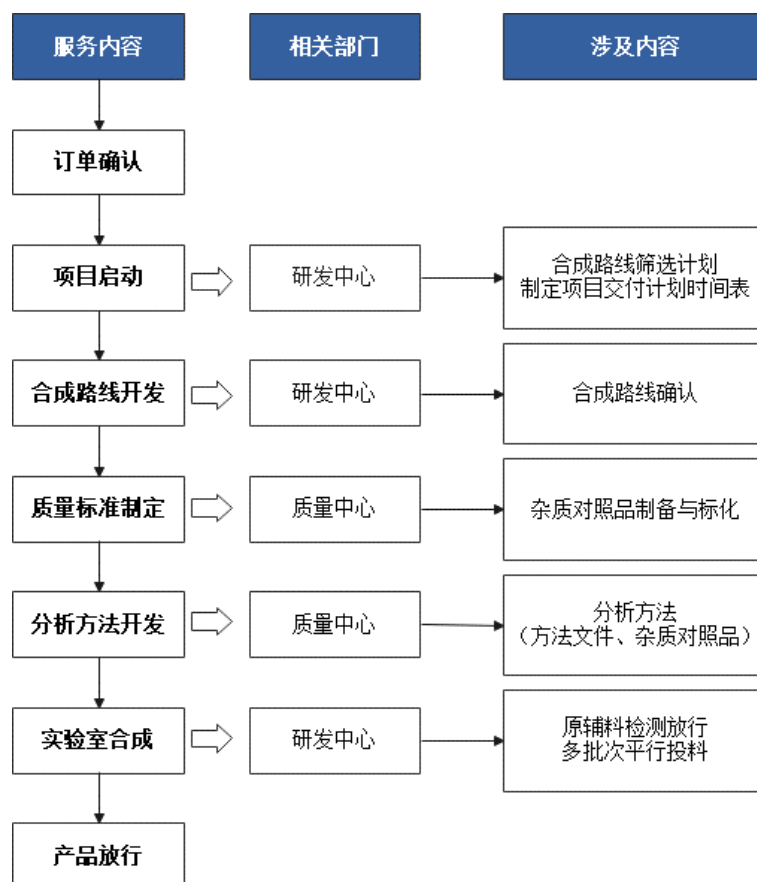 服务内容
相关部门
涉及内容
订单确认
项目启动
研发中心
合成路线筛选计划
制定项目交付计划时间表
合成路线开发
研发中心
合成路线确认
质量标准制定
质量中心
杂质对照品制备与标化
分析方法开发
质量中心
分析方法
（方法文件、杂质对照品）
实验室合成
研发中心
原辅料检测放行
多批次平行投料
产品放行